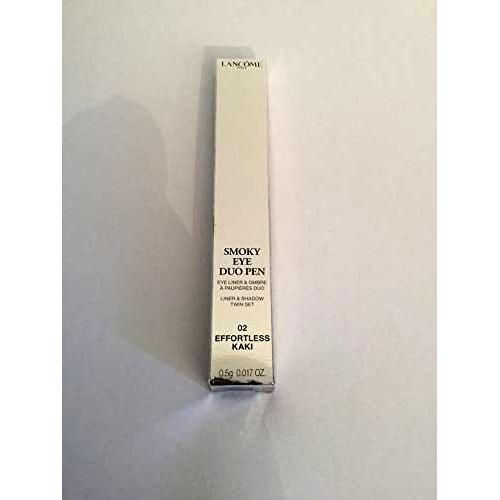 LANCÔME
SMOKY
EYE
DUO PEN
EYE LINER & OMBRE
À PAUPIÈRES DUO
LINER & SHADOW
TWIN SET
02
EFFORTLESS
KAKI
0.5g 0.017 OZ.